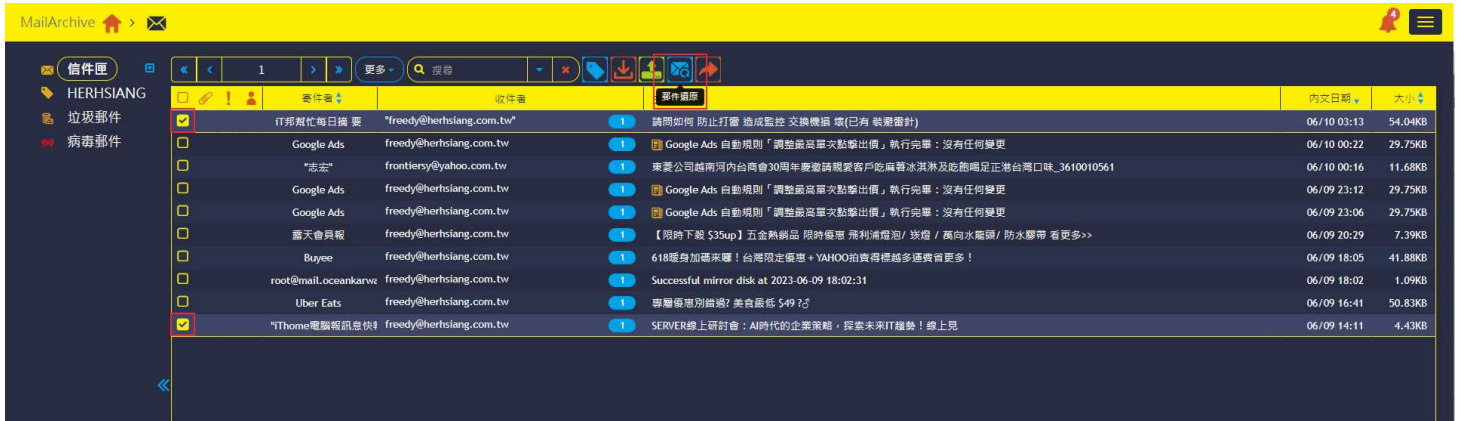 MailArchive
4
信件匣
HERHSIANG
垃圾郵件
病毒郵件
1 更多 搜尋
郵件還原
寄件者 收件者 內文日期 大小
iT邦幫忙每日摘 要 "freedy@herhsiang.com.tw" 1 請問如何 防止打雷 造成監控 交換機損 壞(已有 裝避雷針) 06/10 03:13 54.04KB
Google Ads freedy@herhsiang.com.tw 1 Google Ads 自動規則「調整最高單次點擊出價」執行完畢：沒有任何變更 06/10 00:22 29.75KB
"志宏" frontiersy@yahoo.com.tw 1 東菱公司越南河內台商會30周年慶邀請親愛客戶吃麻薯冰淇淋及吃飽喝足正港台灣口味_3610010561 06/10 00:16 11.68KB
Google Ads freedy@herhsiang.com.tw 1 Google Ads 自動規則「調整最高單次點擊出價」執行完畢：沒有任何變更 06/09 23:12 29.75KB
Google Ads freedy@herhsiang.com.tw 1 Google Ads 自動規則「調整最高單次點擊出價」執行完畢：沒有任何變更 06/09 23:06 29.75KB
露天會員報 freedy@herhsiang.com.tw 1 【限時下殺 $35up】五金熱銷品 限時優惠 飛利浦燈泡/ 崁燈 / 萬向水龍頭/ 防水膠帶 看更多>> 06/09 20:29 7.39KB
Buyee freedy@herhsiang.com.tw 1 618暖身加碼來囉！台灣限定優惠+YAHOO拍賣得標越多運費省更多！ 06/09 18:05 41.88KB
root@mail.oceankarwa freedy@herhsiang.com.tw 1 Successful mirror disk at 2023-06-09 18:02:31 06/09 18:02 1.09KB
Uber Eats freedy@herhsiang.com.tw 1 專屬優惠別錯過? 美食最低 $49 ?♂ 06/09 16:41 50.83KB
"iThome電腦報訊息快 freedy@herhsiang.com.tw 1 SERVER線上研討會：AI時代的企業策略，探索未來IT趨勢！線上見 06/09 14:11 4.43KB